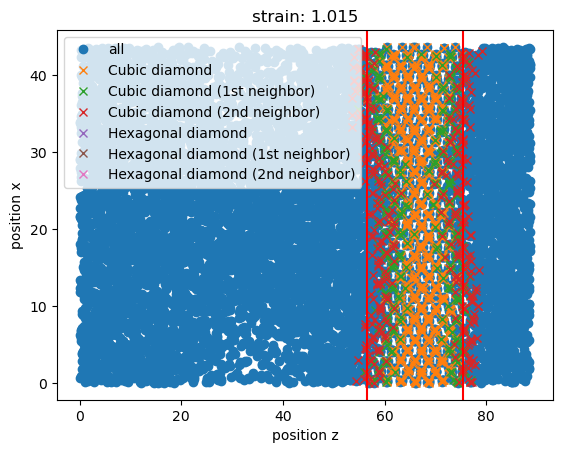 strain: 1.015
all
Cubic diamond
Cubic diamond (1st neighbor)
Cubic diamond (2nd neighbor)
Hexagonal diamond
Hexagonal diamond (1st neighbor)
Hexagonal diamond (2nd neighbor)
position x
40
30
20
10
0
0 20 40 60 80
position z